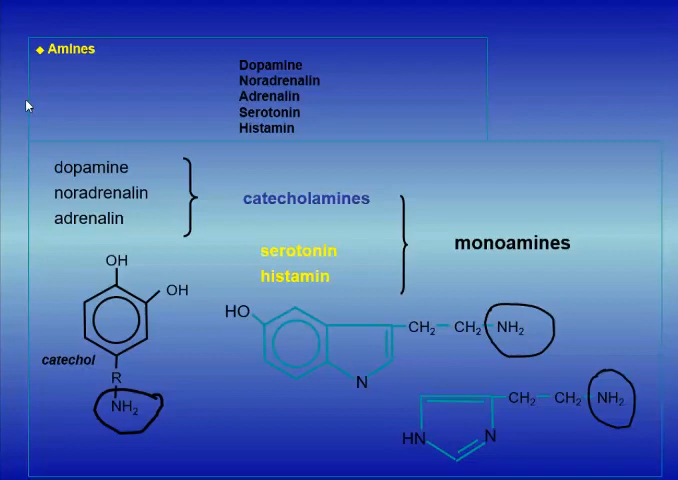 Amines
Dopamine
Noradrenalin
Adrenalin
Serotonin
Histamin
dopamine
noradrenalin
adrenalin
catecholamines
serotonin
histamin
monoamines
OH
OH
catechol
R
NH₂
HO
CH₂ CH₂ NH₂
N
CH₂ CH₂ NH₂
HN N